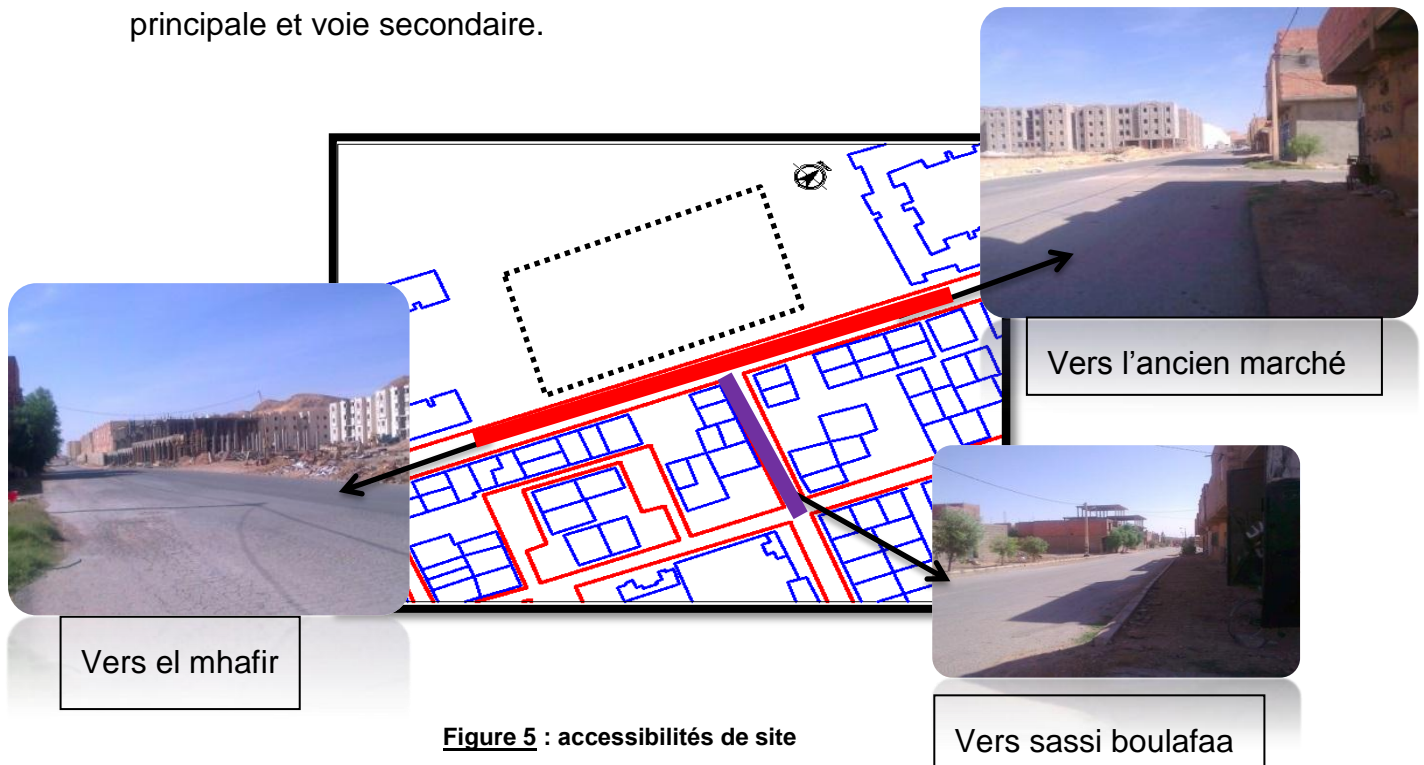 principale et voie secondaire.
Vers l’ancien marché
Vers el mhafir
Vers sassi boulafaa
Figure 5 : accessibilités de site